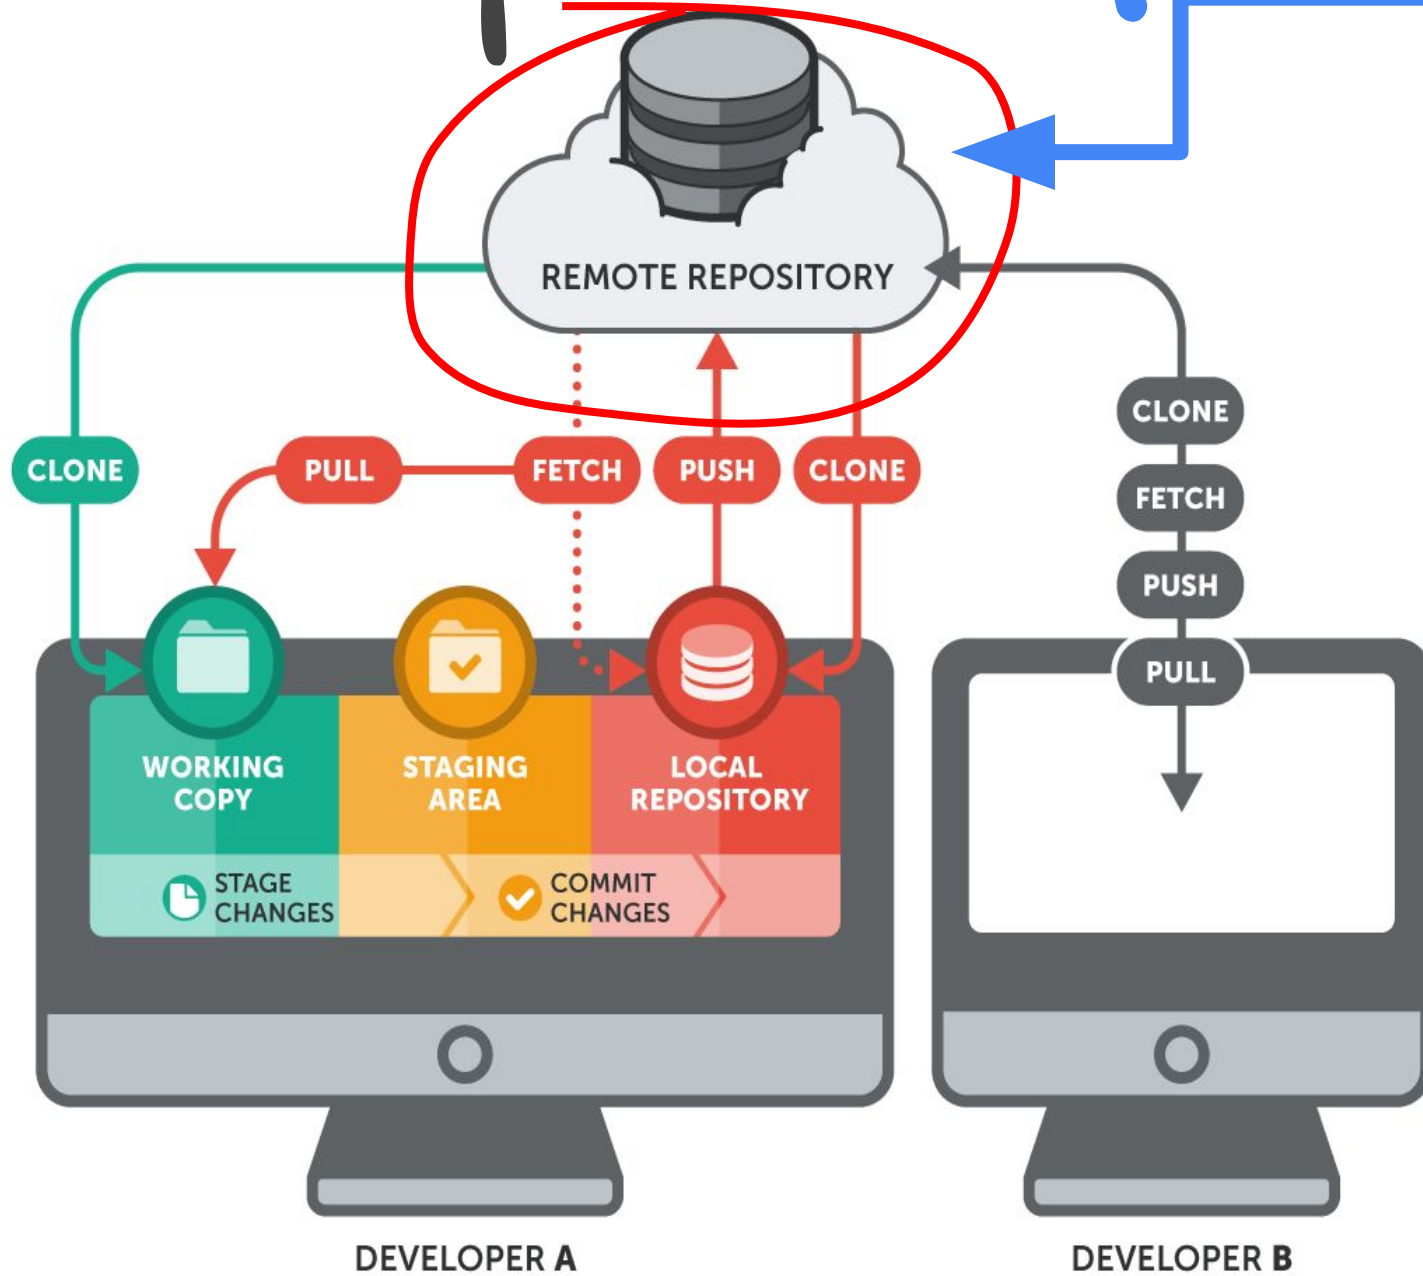 REMOTE REPOSITORY
CLONE
PULL
FETCH
PUSH
CLONE
CLONE
FETCH
PUSH
PULL
WORKING
COPY
STAGING
AREA
LOCAL
REPOSITORY
STAGE
CHANGES
COMMIT
CHANGES
DEVELOPER A
DEVELOPER B